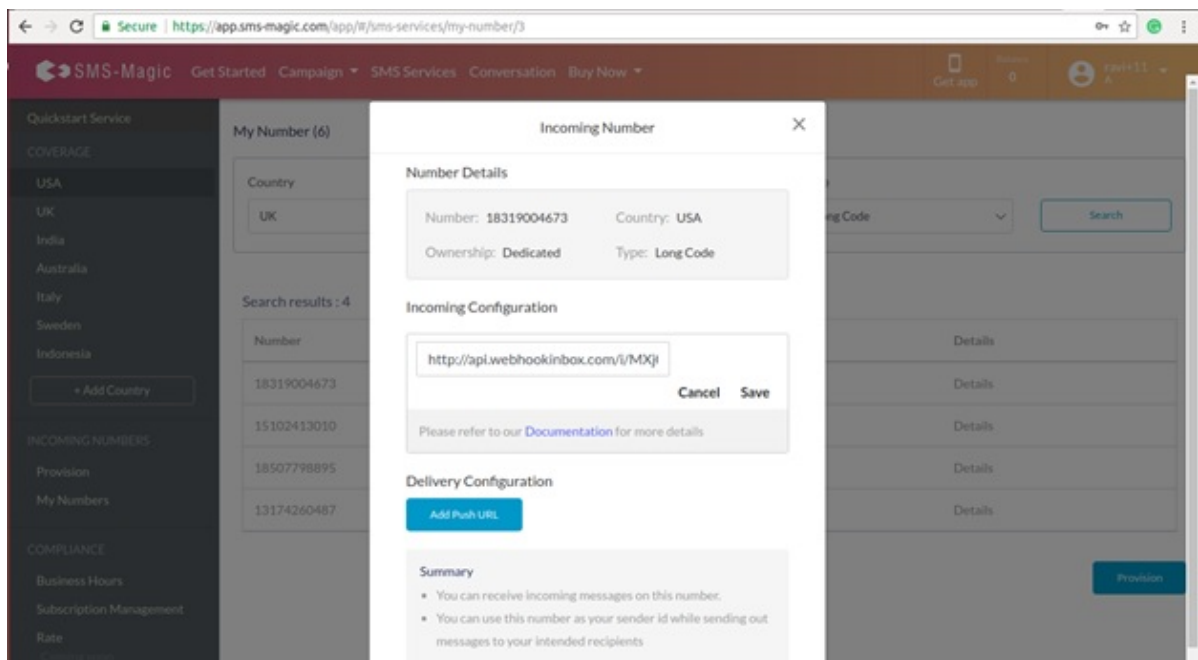 Secure https://app.sms-magic.com/app/#/sms-services/my-number/3
SMS-Magic Get Started Campaign SMS Services Conversation Buy Now Get app 0 ravi+11
A
Quickstart Service
COVERAGE
USA
UK
India
Australia
Italy
Sweden
Indonesia
+ Add Country
INCOMING NUMBERS
Provision
My Numbers
COMPLIANCE
Business Hours
Subscription Management
Rate
My Number (6)
Country
UK
ng Code
Search
Search results : 4
Number Details
18319004673 Details
15102413010 Details
18507798895 Details
13174260487 Details
Provision
Incoming Number
Number Details
Number: 18319004673 Country: USA
Ownership: Dedicated Type: Long Code
Incoming Configuration
http://api.webhookinbox.com/i/MXj
Cancel Save
Please refer to our Documentation for more details
Delivery Configuration
Add Push URL
Summary
• You can receive incoming messages on this number.
• You can use this number as your sender id while sending out
messages to your intended recipients